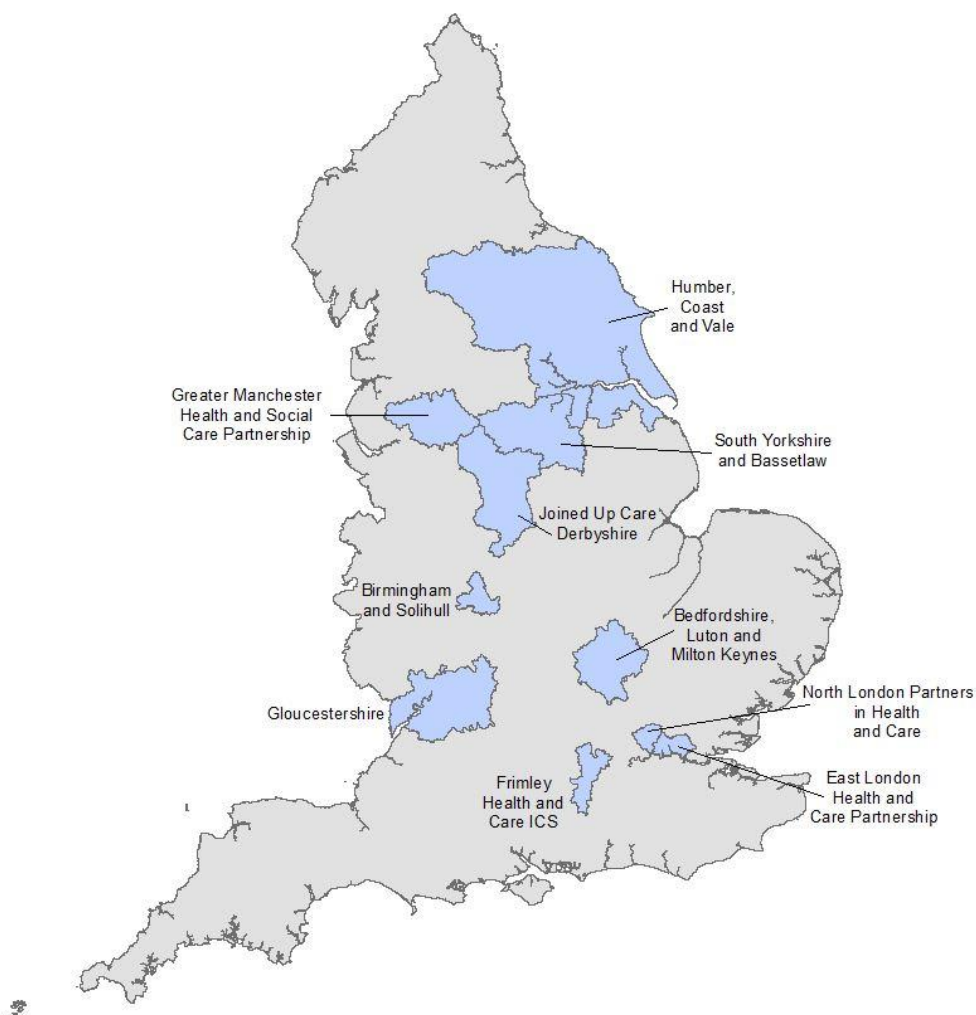 Humber,
Coast
and Vale
Greater Manchester
Health and Social
Care Partnership
South Yorkshire
and Bassetlaw
Joined Up Care
Derbyshire
Birmingham
and Solihull
Bedfordshire,
Luton and
Milton Keynes
North London Partners
in Health
and Care
Gloucestershire
East London
Health and
Care Partnership
Frimley
Health and
Care ICS